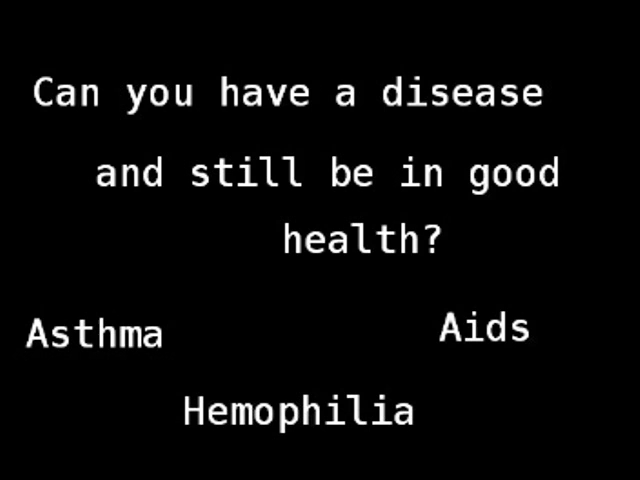 Can you have a disease
and still be in good
health?
Asthma
Aids
Hemophilia